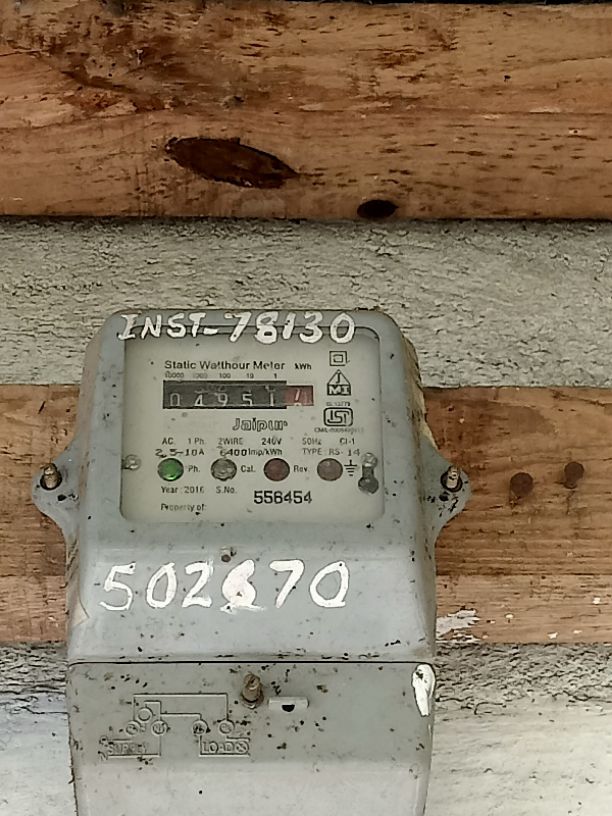 INST-78130
Static Watthour Meter kWh
10000 1000 100 10 1
04951
Jaipur
AC. 1 Ph. 2WIRE 240V 50Hz Cl-1
2.5-10A 6400 Imp/kWh TYPE: RS-14
Ph. Cal. Rev.
Year: 2016 S.No. 556454
Property of:
502670
SUPPLY LOAD